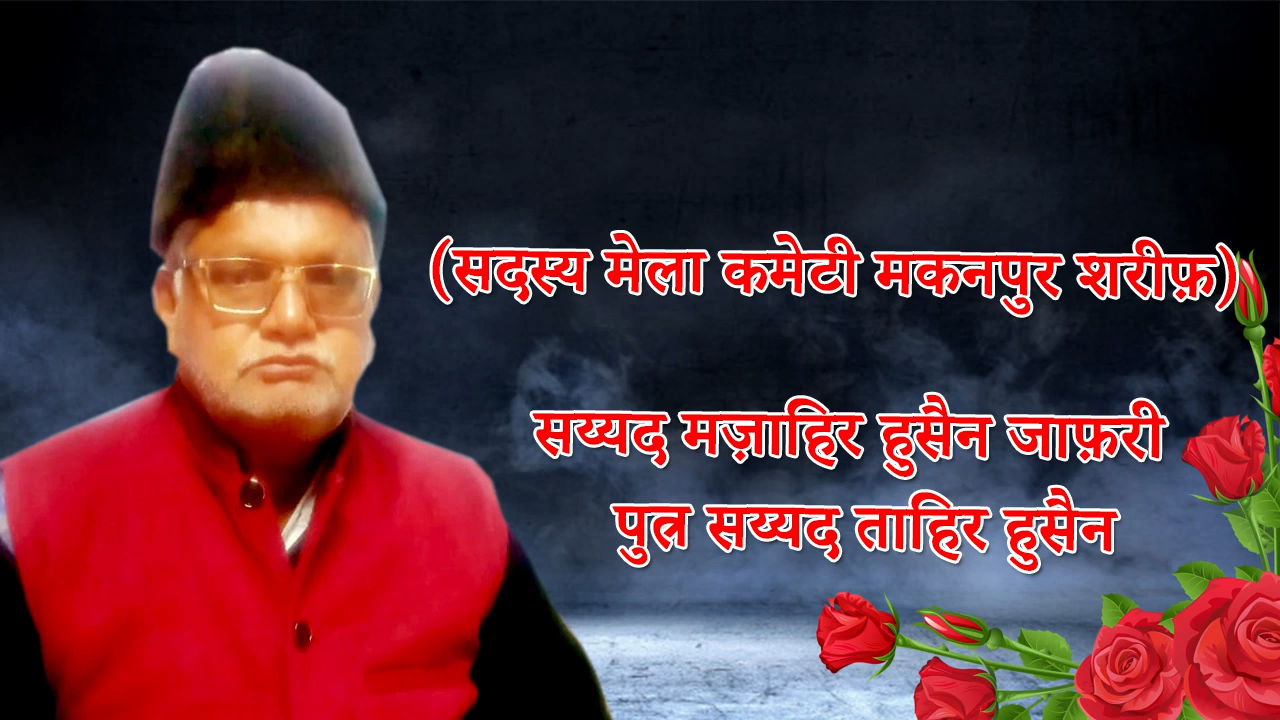 (सदस्य मेला कमेटी मकनपुर शरीफ़)
सय्यद मज़ाहिर हुसैन जाफ़री
पुत्र सय्यद ताहिर हुसैन